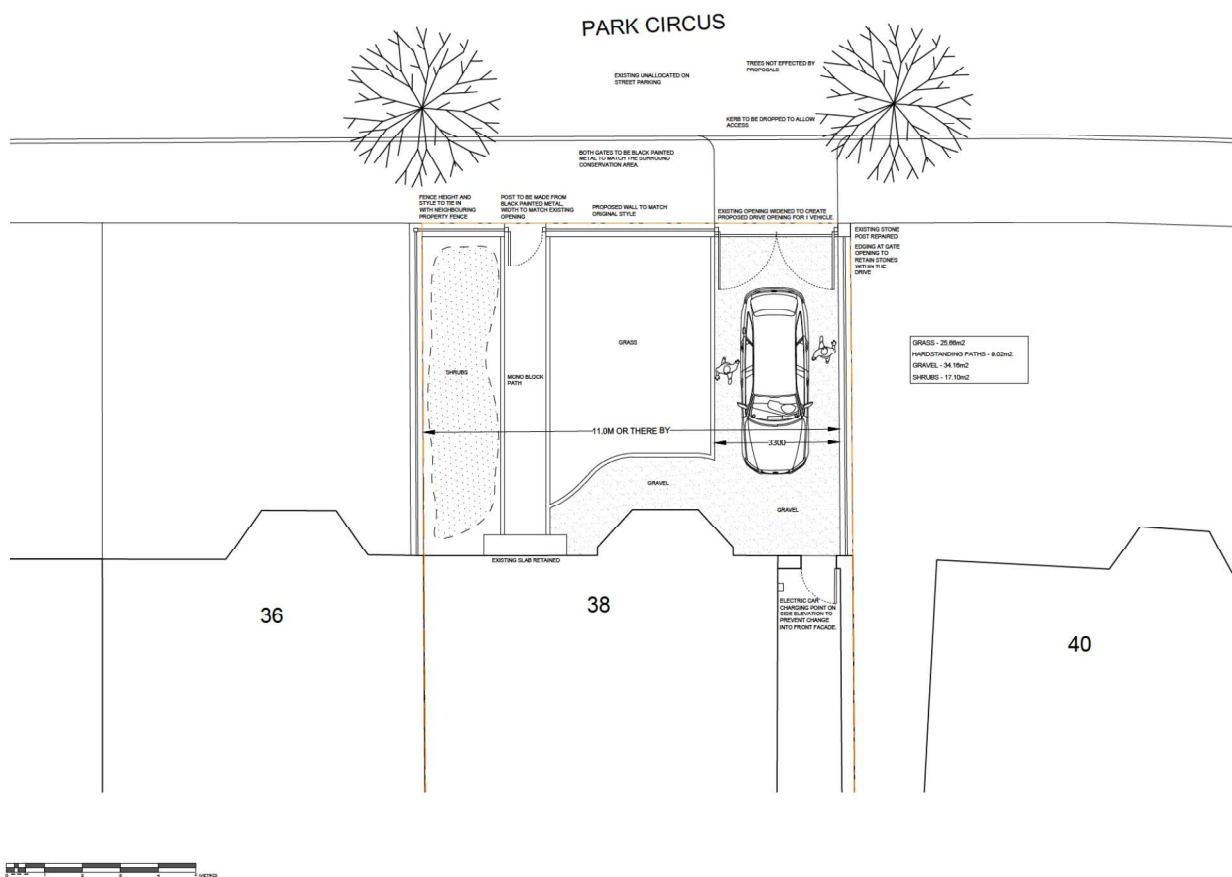 PARK CIRCUS
EXISTING UNALLOCATED ON
STREET PARKING
TREES NOT EFFECTED BY
PROPOSALS
KERB TO BE DROPPED TO ALLOW
ACCESS
BOTH GATES TO BE BLACK PAINTED
METAL TO MATCH THE SURROUND
CONSERVATION AREA.
FENCE HEIGHT AND
STYLE TO TIE IN
WITH NEIGHBOURING
PROPERTY FENCE
POST TO BE MADE FROM
BLACK PAINTED METAL,
WIDTH TO MATCH EXISTING
OPENING
PROPOSED WALL TO MATCH
ORIGINAL STYLE
EXISTING OPENING WIDENED TO CREATE
PROPOSED DRIVE OPENING FOR 1 VEHICLE.
EXISTING STONE
POST REPAIRED
EDGING AT GATE
OPENING TO
RETAIN STONES
WITHIN THE
DRIVE
GRASS
SHRUBS
MONO BLOCK
PATH
GRASS - 25.66m2
HARDSTANDING PATHS - 9.02m2
GRAVEL - 34.16m2
SHRUBS - 17.10m2
11.0M OR THERE BY
3300
GRAVEL
GRAVEL
EXISTING SLAB RETAINED
ELECTRIC CAR
CHARGING POINT ON
SIDE ELEVATION TO
PREVENT CHANGE
INTO FRONT FACADE.
36
38
40
METRES